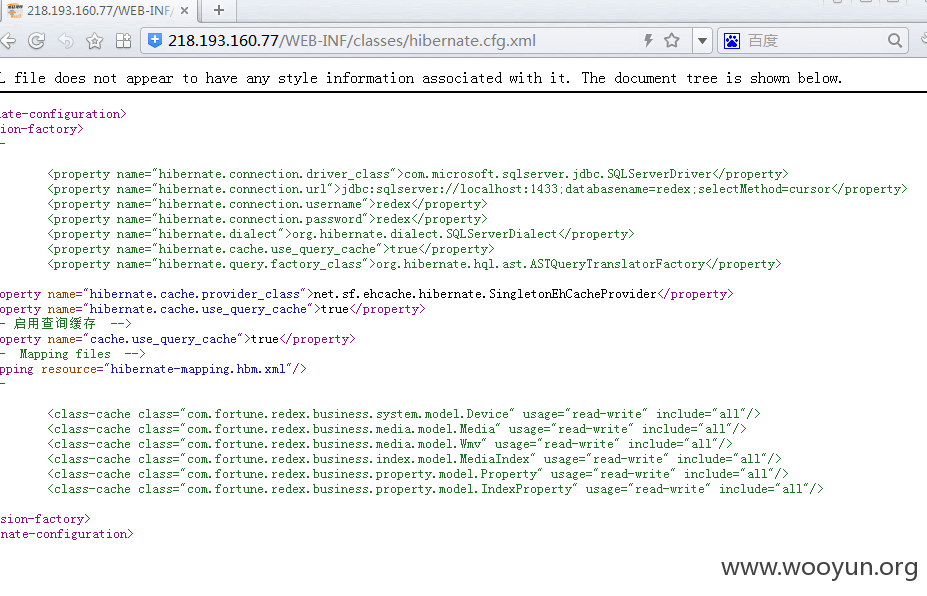 218.193.160.77/WEB-INF/
218.193.160.77/WEB-INF/classes/hibernate.cfg.xml
百度
L file does not appear to have any style information associated with it. The document tree is shown below.
ate-configuration>
ion-factory>
<property name="hibernate.connection.driver_class">com.microsoft.sqlserver.jdbc.SQLServerDriver</property>
<property name="hibernate.connection.url">jdbc:sqlserver://localhost:1433;databasename=redex;selectMethod=cursor</property>
<property name="hibernate.connection.username">redex</property>
<property name="hibernate.connection.password">redex</property>
<property name="hibernate.dialect">org.hibernate.dialect.SQLServerDialect</property>
<property name="hibernate.cache.use_query_cache">true</property>
<property name="hibernate.query.factory_class">org.hibernate.hql.ast.ASTQueryTranslatorFactory</property>
operty name="hibernate.cache.provider_class">net.sf.ehcache.hibernate.SingletonEhCacheProvider</property>
operty name="hibernate.cache.use_query_cache">true</property>
- 启用查询缓存 -->
operty name="cache.use_query_cache">true</property>
- Mapping files -->
pping resource="hibernate-mapping.hbm.xml"/>
<class-cache class="com.fortune.redex.business.system.model.Device" usage="read-write" include="all"/>
<class-cache class="com.fortune.redex.business.media.model.Media" usage="read-write" include="all"/>
<class-cache class="com.fortune.redex.business.media.model.Wmv" usage="read-write" include="all"/>
<class-cache class="com.fortune.redex.business.index.model.MediaIndex" usage="read-write" include="all"/>
<class-cache class="com.fortune.redex.business.property.model.Property" usage="read-write" include="all"/>
<class-cache class="com.fortune.redex.business.property.model.IndexProperty" usage="read-write" include="all"/>
sion-factory>
nate-configuration>
www.wooyun.org